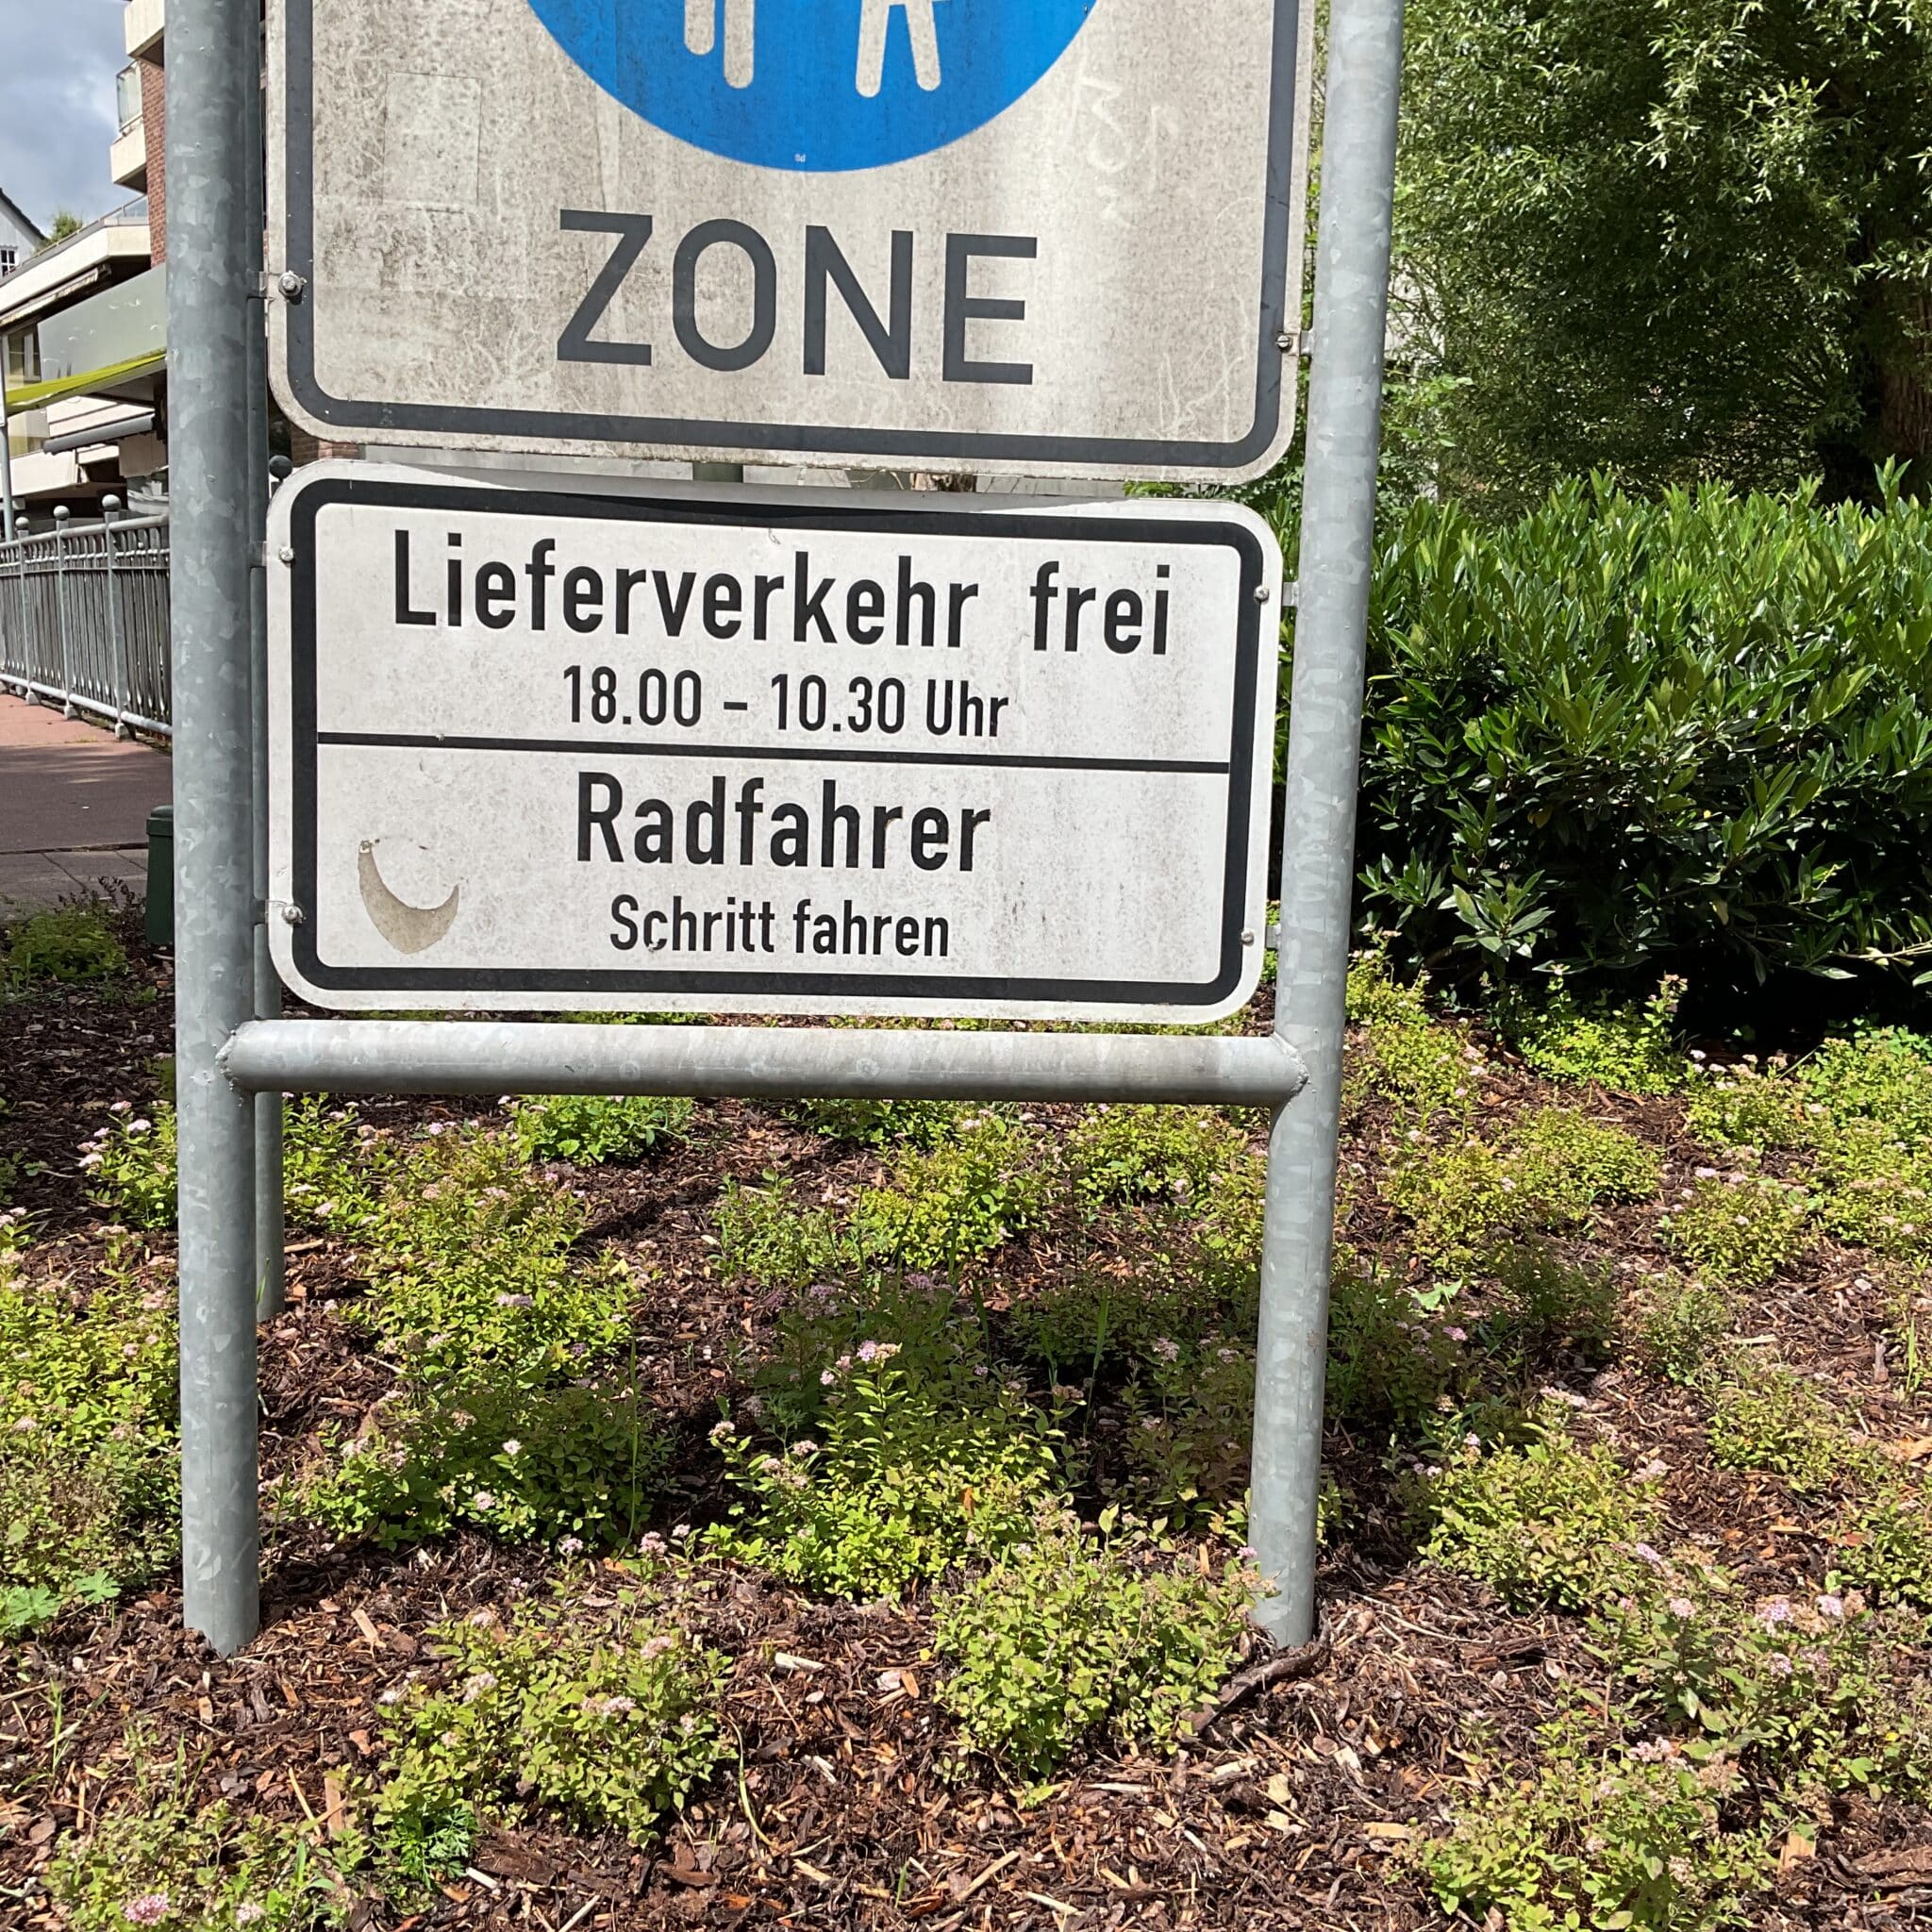 ZONE
Lieferverkehr frei
18.00 - 10.30 Uhr
Radfahrer
Schritt fahren